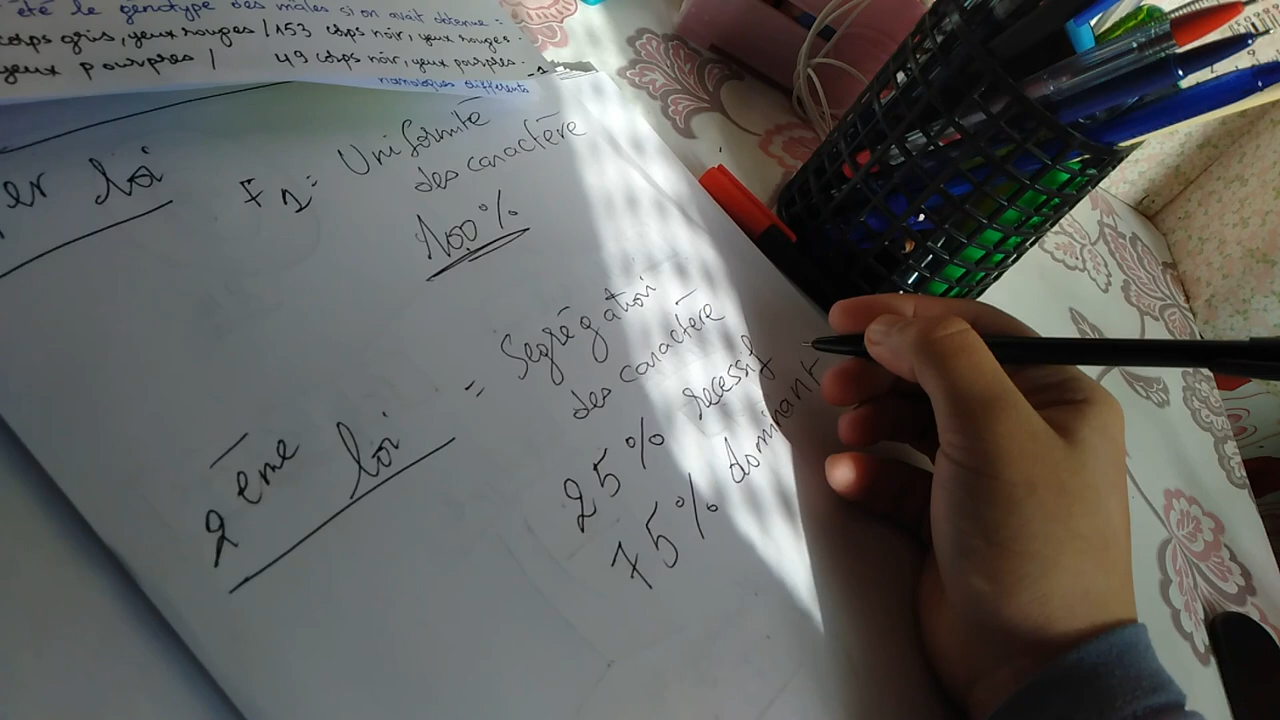 été le génotype des mâles si on avait obtenue :
corps gris, yeux rouges / 153 corps noir, yeux rouges
yeux pourpres / 49 corps noir, yeux pourpres.
homologues différents
er loi
F1 : Uniformité
des caractère
100%
2ème loi = Ségrégation
des caractère
25% récessif
75% dominant